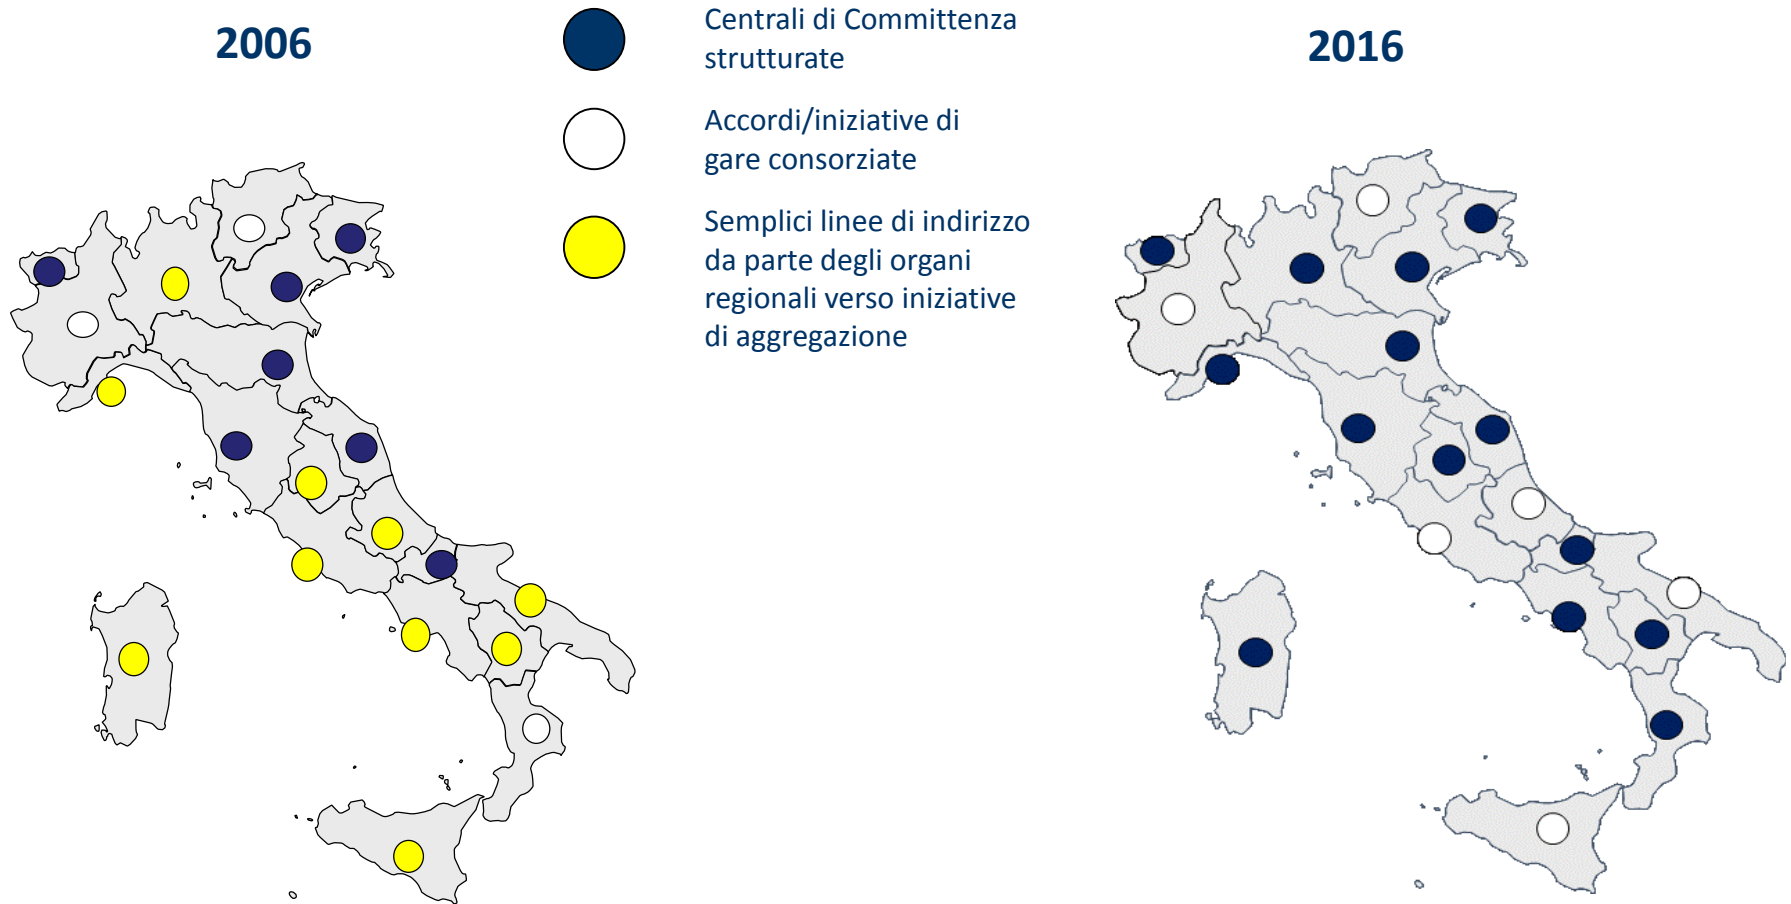 2006
Centrali di Committenza
strutturate
Accordi/iniziative di
gare consorziate
Semplici linee di indirizzo
da parte degli organi
regionali verso iniziative
di aggregazione
2016